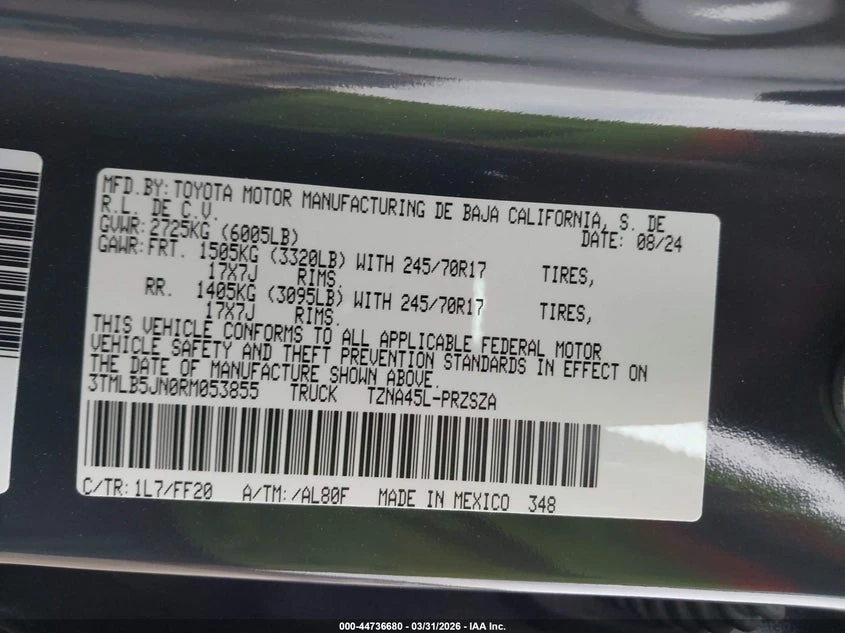 MFD.BY:TOYOTA MOTOR MANUFACTURING DE BAJA CALIFORNIA, S. DE
R.L. DE C.V. DATE: 08/24
GVWR:2725KG (6005LB)
GAWR:FRT. 1505KG (3320LB) WITH 245/70R17 TIRES,
17X7J RIMS.
RR. 1405KG (3095LB) WITH 245/70R17 TIRES,
17X7J RIMS.
THIS VEHICLE CONFORMS TO ALL APPLICABLE FEDERAL MOTOR
VEHICLE SAFETY AND THEFT PREVENTION STANDARDS IN EFFECT ON
THE DATE OF MANUFACTURE SHOWN ABOVE.
3TMLB5JN0RM053855 TRUCK TZNA45L-PRZSZA
C/TR:1L7/FF20 A/TM:/AL80F MADE IN MEXICO 348
000-44736680 - 03/31/2026 - IAA Inc.